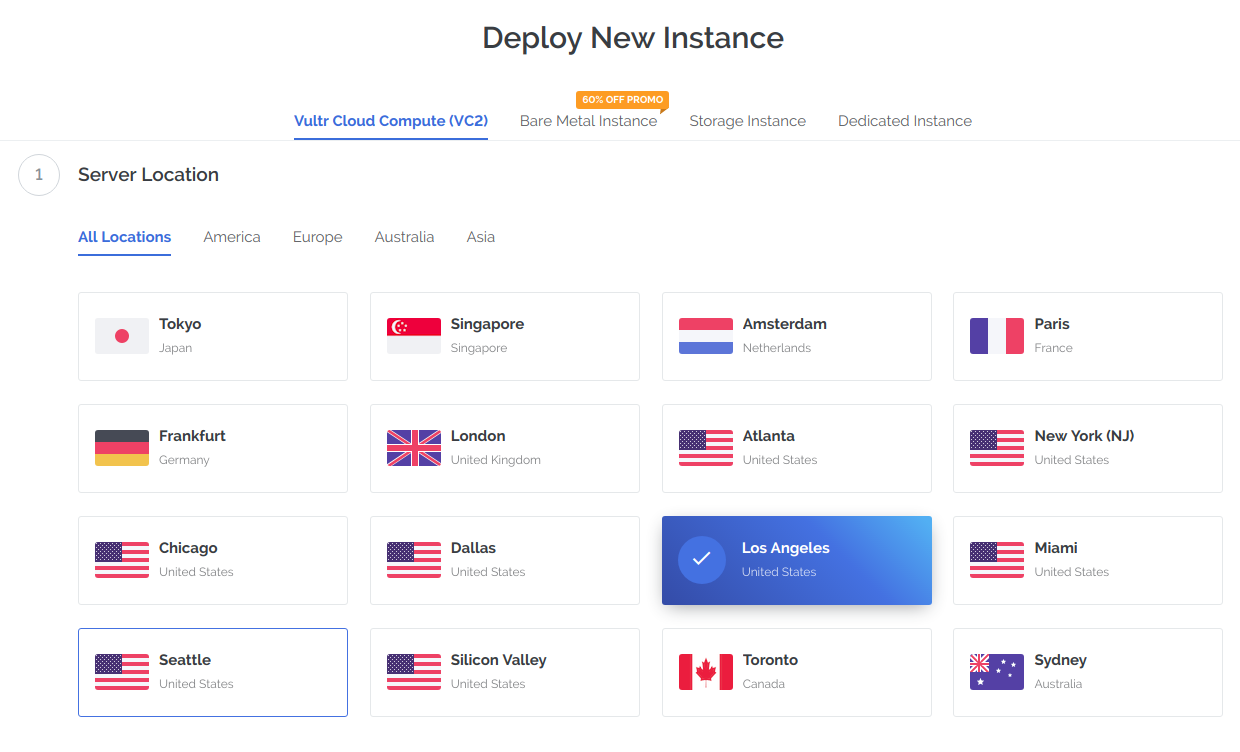 Deploy New Instance
60% OFF PROMO
Vultr Cloud Compute (VC2)
Bare Metal Instance
Storage Instance
Dedicated Instance
1
Server Location
All Locations
America
Europe
Australia
Asia
Tokyo
Japan
Singapore
Singapore
Amsterdam
Netherlands
Paris
France
Frankfurt
Germany
London
United Kingdom
Atlanta
United States
New York (NJ)
United States
Chicago
United States
Dallas
United States
Los Angeles
United States
Miami
United States
Seattle
United States
Silicon Valley
United States
Toronto
Canada
Sydney
Australia